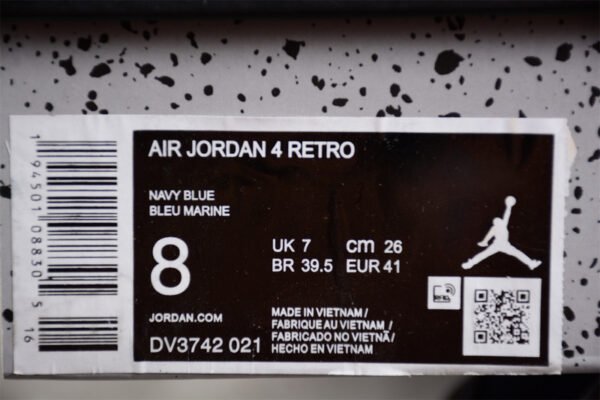 AIR JORDAN 4 RETRO
NAVY BLUE
BLEU MARINE
8
UK 7 cm 26
BR 39.5 EUR 41
JORDAN.COM
DV3742 021
MADE IN VIETNAM /
FABRIQUE AU VIETNAM /
FABRICADO NO VIETNÃ /
HECHO EN VIETNAM
1 94501 08830 5
16